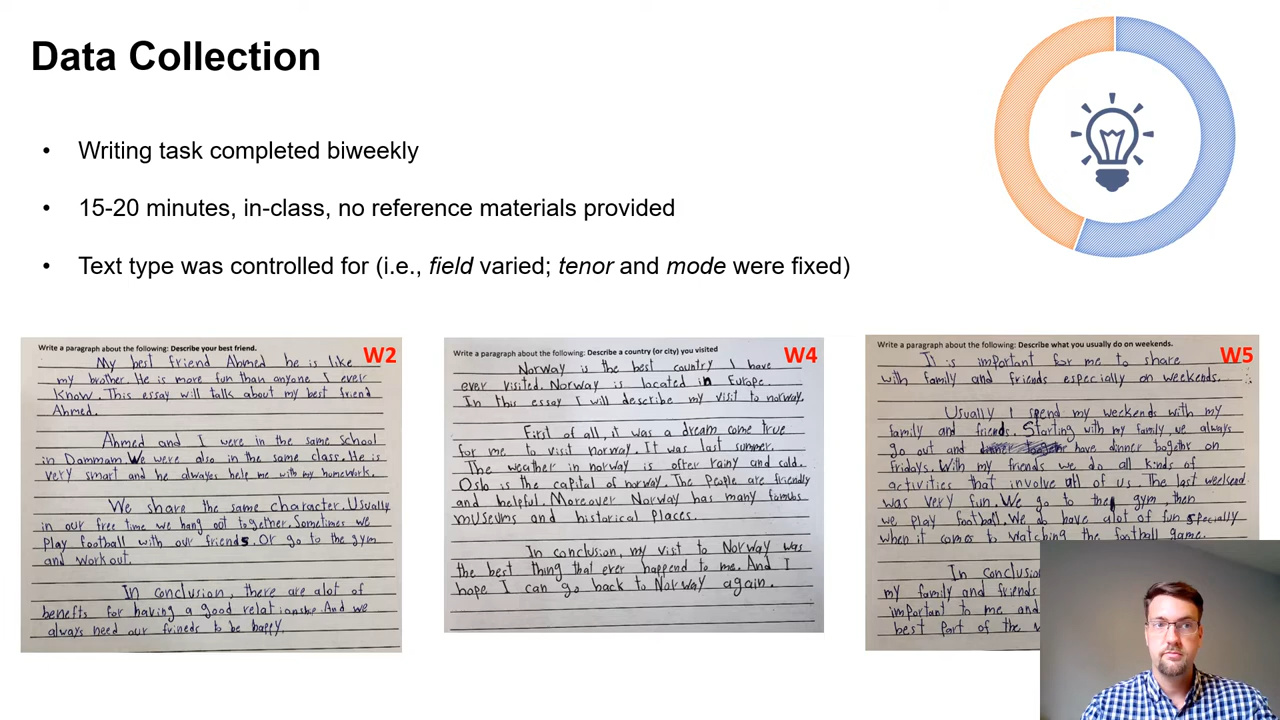 Data Collection
• Writing task completed biweekly
• 15-20 minutes, in-class, no reference materials provided
• Text type was controlled for (i.e., field varied; tenor and mode were fixed)
Write a paragraph about the following: Describe your best friend.
W2
My best friend Ahmed he is like
my brother. He is more fun than anyone I ever
Know. This essay will talks about my best friend
Ahmed.
Ahmed and I were in the same School
in Dammam We were also in the same class. He is
very smart and he always help me with my homework.
We share the same character. Usually
in our free time we hang out together. Sometimes we
Play football with our friends. Or go to the gym
and workout.
In conclusion, there are alot of
benefits for having a good relationship And we
always need our frineds to be happy.
Write a paragraph about the following: Describe a country (or city) you visited
W4
Norway is the best country I have
ever visited. Norway is located in Europe.
In this essay I will describe my visit to norway.
First of all, it was a dream come true
for me to visit norway. It was last summer.
The weather in norway is ofter rainy and cold.
Oslo is the capital of norway. The People are friendly
and helpful. Moreover Norway has many fombs
museums and historical Places.
In conclusion, my vist to Norway was
the best thing that ever happend to me. And I
hope I can go back to Norway again.
Write a paragraph about the following: Describe what you usually do on weekends.
W5
It is important for me to share
with family and friends especially on weekends.
Usually I spend my weekends with my
family and friends. Starting with my family, we always
go out and have dinner together on
fridays. With my friends we do all kinds of
activities that involve all of us. The last weekend
was very fun. We go to the gym then
we play football. We do have alot of fun specially
when it comes to watching the football game.
In Conclusion
my family and friends
important to me and
best part of the